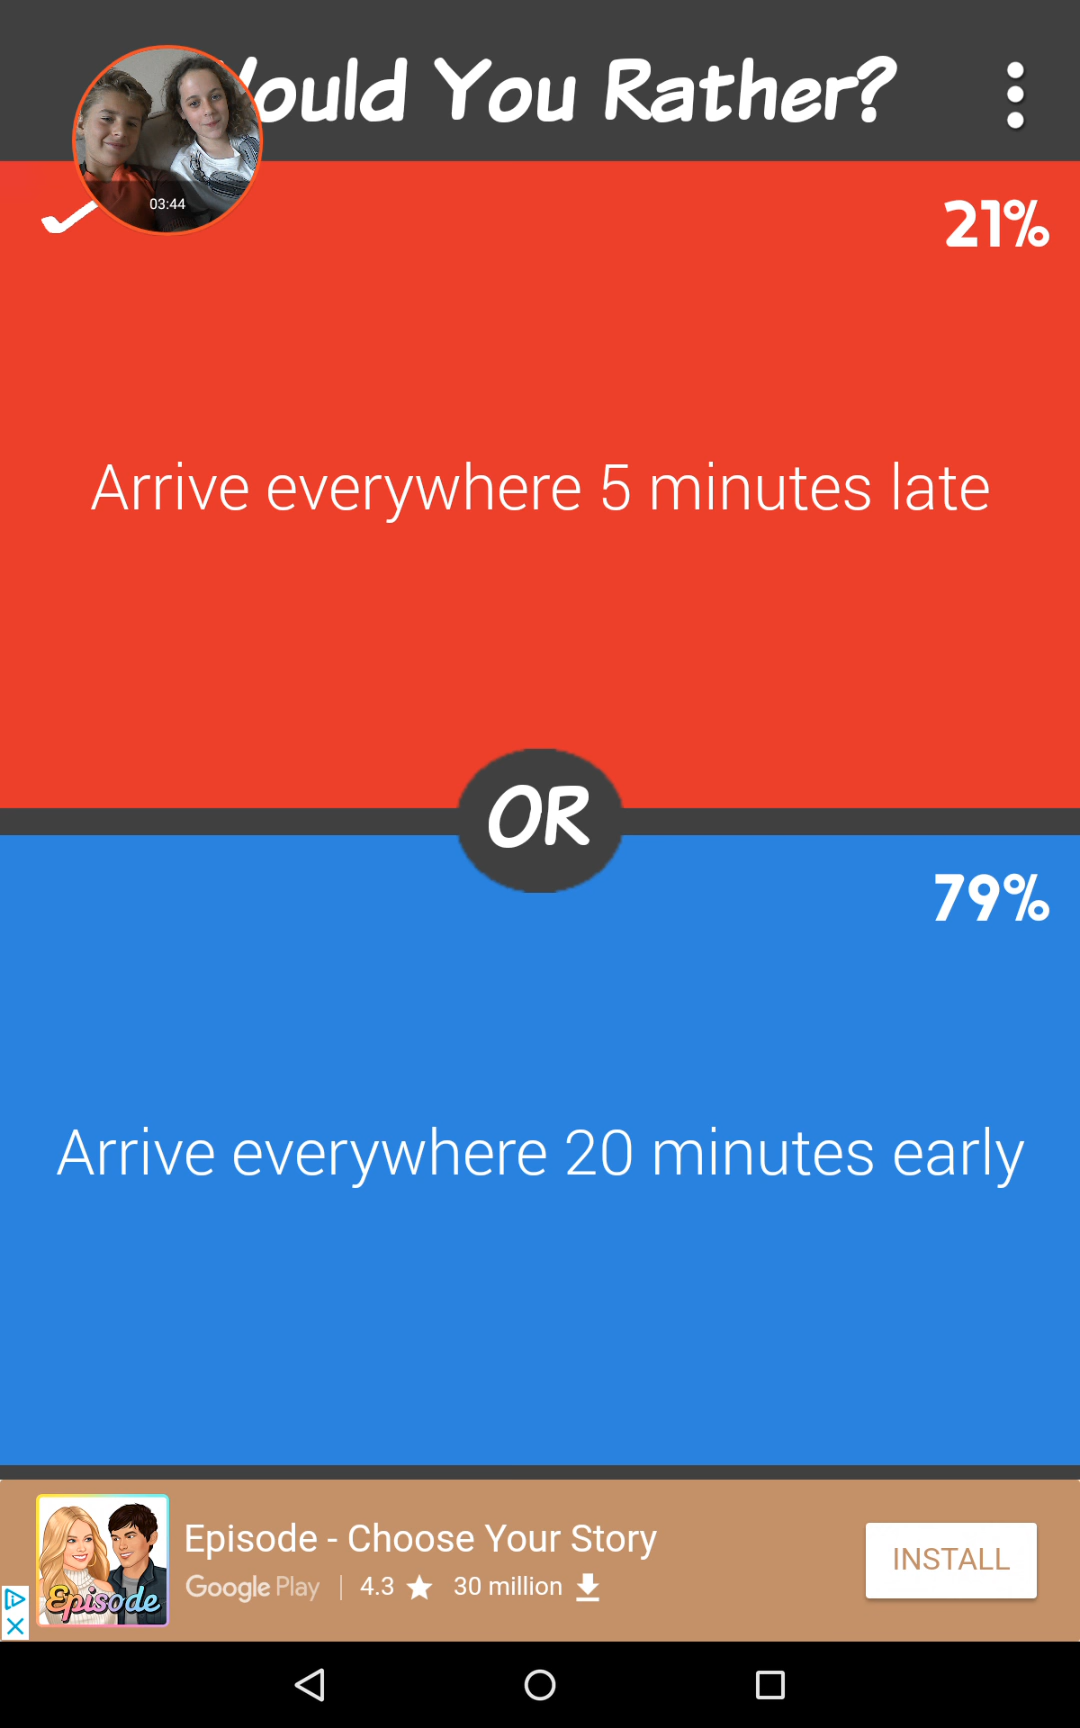 Would You Rather?
03:44
21%
Arrive everywhere 5 minutes late
OR
79%
Arrive everywhere 20 minutes early
Episode - Choose Your Story
Episode
Google Play | 4.3 ★ 30 million
INSTALL